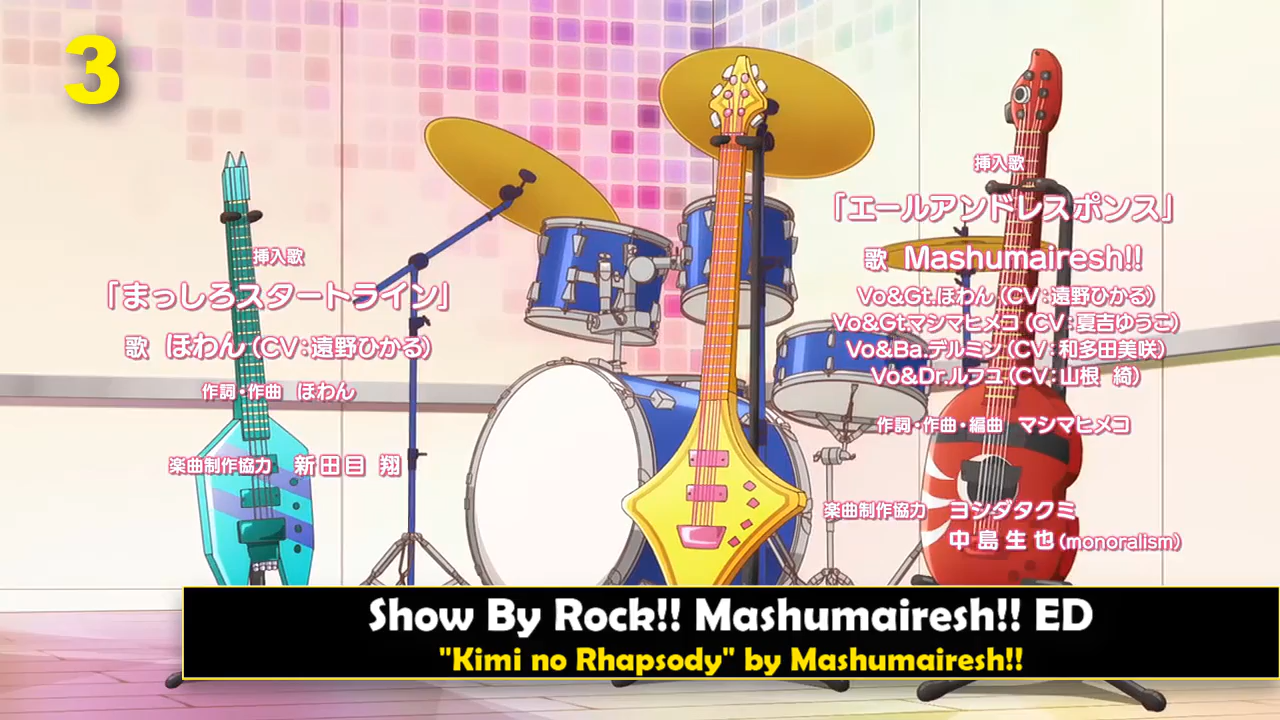 3
挿入歌
「まっしろスタートライン」
歌 ほわん(CV:遠野ひかる)
作詞・作曲 ほわん
楽曲制作協力 新田目 翔
挿入歌
「エールアンドレスポンス」
歌 Mashumairesh!!
Vo&Gt.ほわん(CV:遠野ひかる)
Vo&Gtマシマヒメコ(CV:夏吉ゆうこ)
Vo&Ba.デルミン(CV:和多田美咲)
Vo&Dr.ルフユ(CV:山根 綺)
作詞・作曲・編曲 マシマヒメコ
楽曲制作協力 ヨシダタクミ
中島生也(monoralism)
Show By Rock!! Mashumairesh!! ED
"Kimi no Rhapsody" by Mashumairesh!!